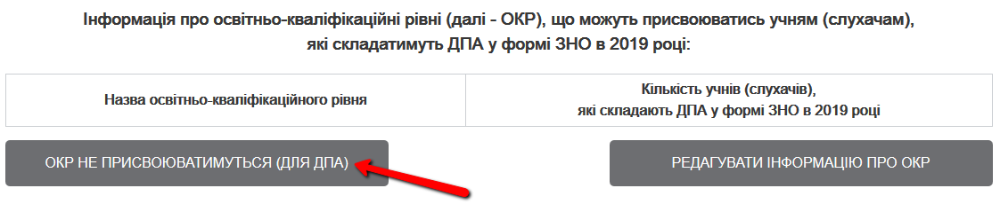 Інформація про освітньо-кваліфікаційні рівні (далі - ОКР), що можуть присвоюватись учням (слухачам),
які складатимуть ДПА у формі ЗНО в 2019 році:
Назва освітньо-кваліфікаційного рівня
Кількість учнів (слухачів),
які складають ДПА у формі ЗНО в 2019 році
ОКР НЕ ПРИСВОЮВАТИМУТЬСЯ (ДЛЯ ДПА)
РЕДАГУВАТИ ІНФОРМАЦІЮ ПРО ОКР